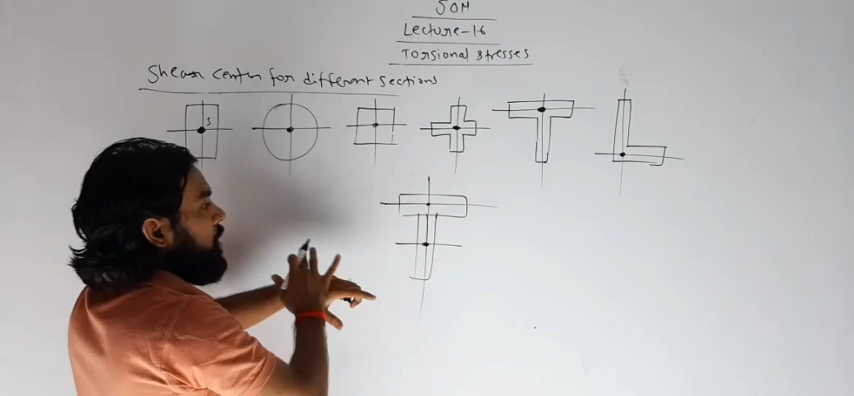 SOM
Lecture-16
Torsional stresses
Shear center for different sections
S